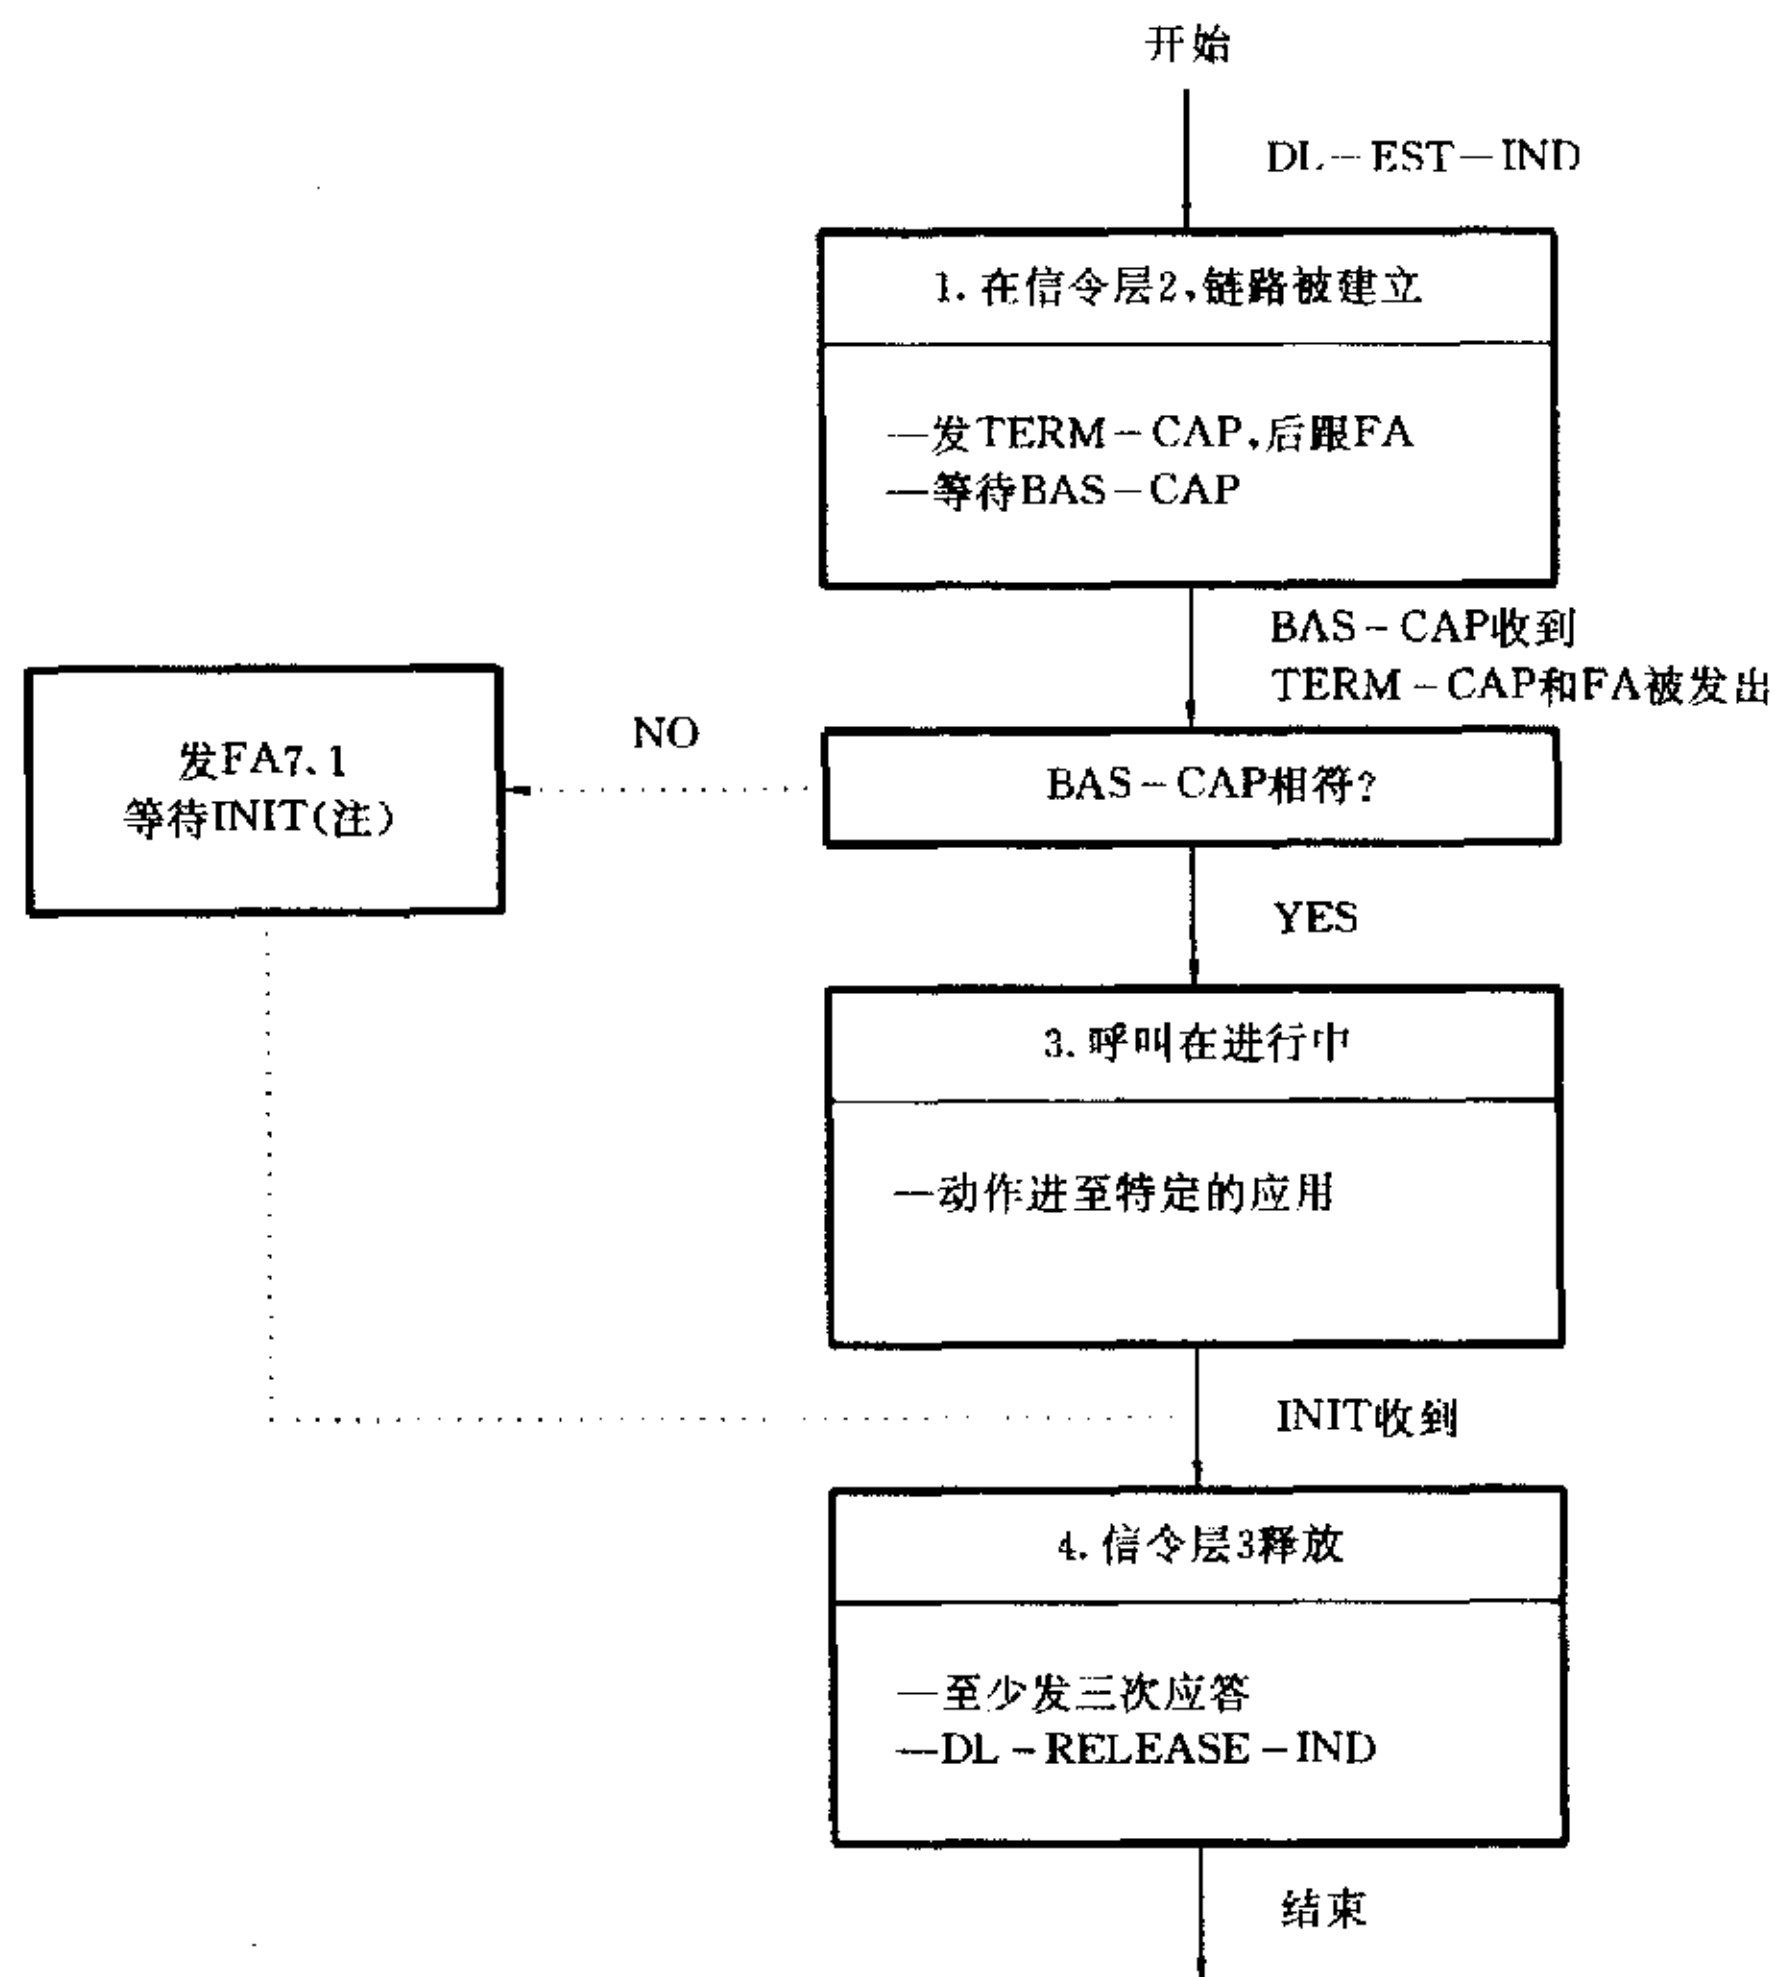 开始
DL-EST-IND
1.在信令层2,链路被建立
—发TERM-CAP,后跟FA
—等待BAS-CAP
BAS-CAP收到
TERM-CAP和FA被发出
发FA7、1
等待INIT(注)
NO
BAS-CAP相符?
YES
3.呼叫在进行中
—动作进至特定的应用
INIT收到
4.信令层3释放
—至少发三次应答
—DL-RELEASE-IND
结束